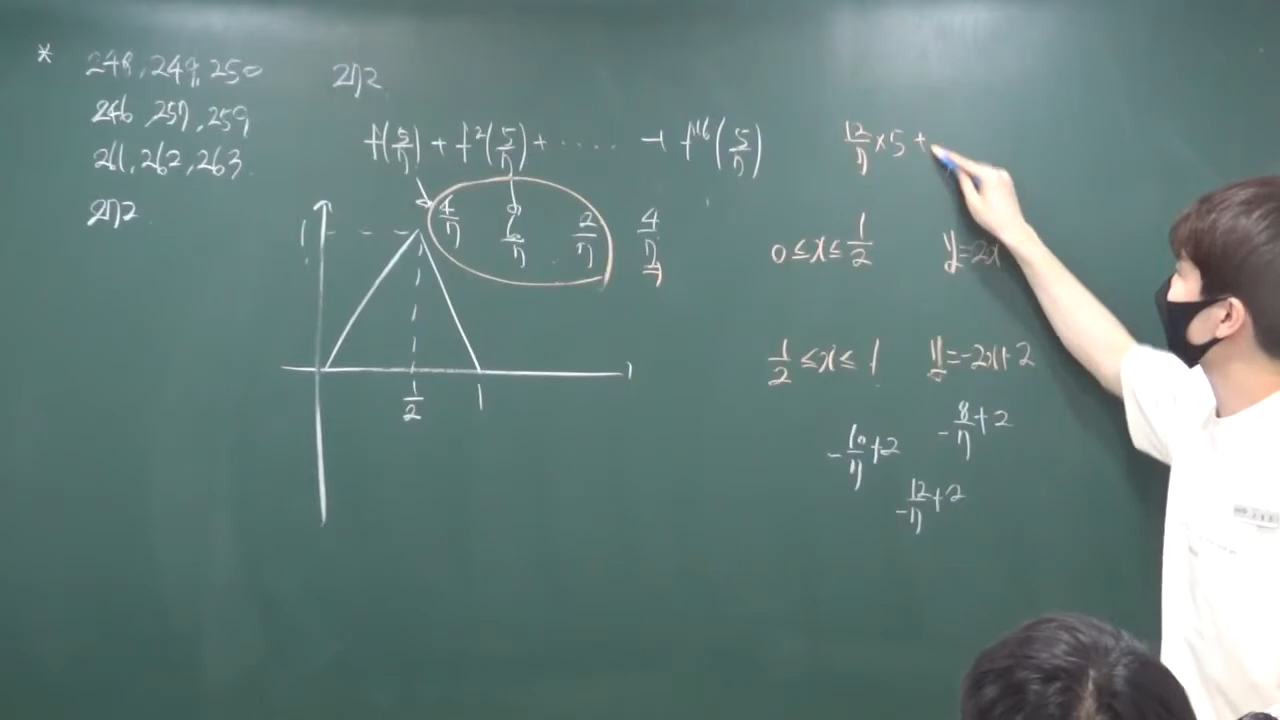 * 248, 249, 250
246, 257, 259
261, 262, 263
272
272
f(5/7) + f²(5/7) + ...... + f¹⁶(5/7)
4/7 6/7 2/7 4/7
1
1/2 1
12/7 × 5 +
0 ≤ x ≤ 1/2 y = 2x
1/2 ≤ x ≤ 1 y = -2x + 2
-10/7 + 2 -8/7 + 2
-12/7 + 2